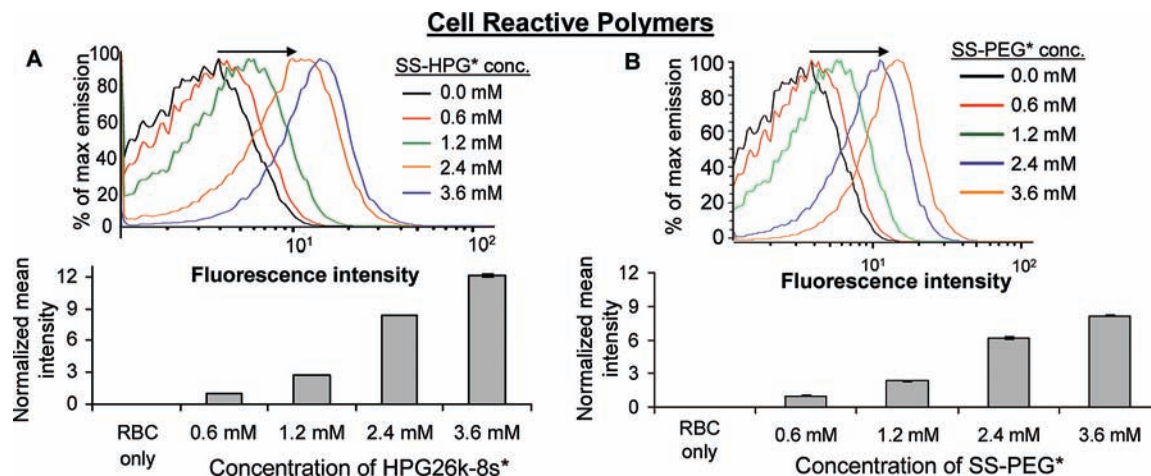 Cell Reactive Polymers
A
% of max emission
100
80
60
40
20
0
1
10¹
10²
Fluorescence intensity
SS-HPG* conc.
0.0 mM
0.6 mM
1.2 mM
2.4 mM
3.6 mM
Normalized mean
intensity
12
9
6
3
0
RBC
only
0.6 mM
1.2 mM
2.4 mM
3.6 mM
Concentration of HPG26k-8s*
B
% of max emission
100
80
60
40
20
0
10¹
10²
Fluorescence intensity
SS-PEG* conc.
0.0 mM
0.6 mM
1.2 mM
2.4 mM
3.6 mM
Normalized mean
intensity
12
9
6
3
0
RBC
only
0.6 mM
1.2 mM
2.4 mM
3.6 mM
Concentration of SS-PEG*